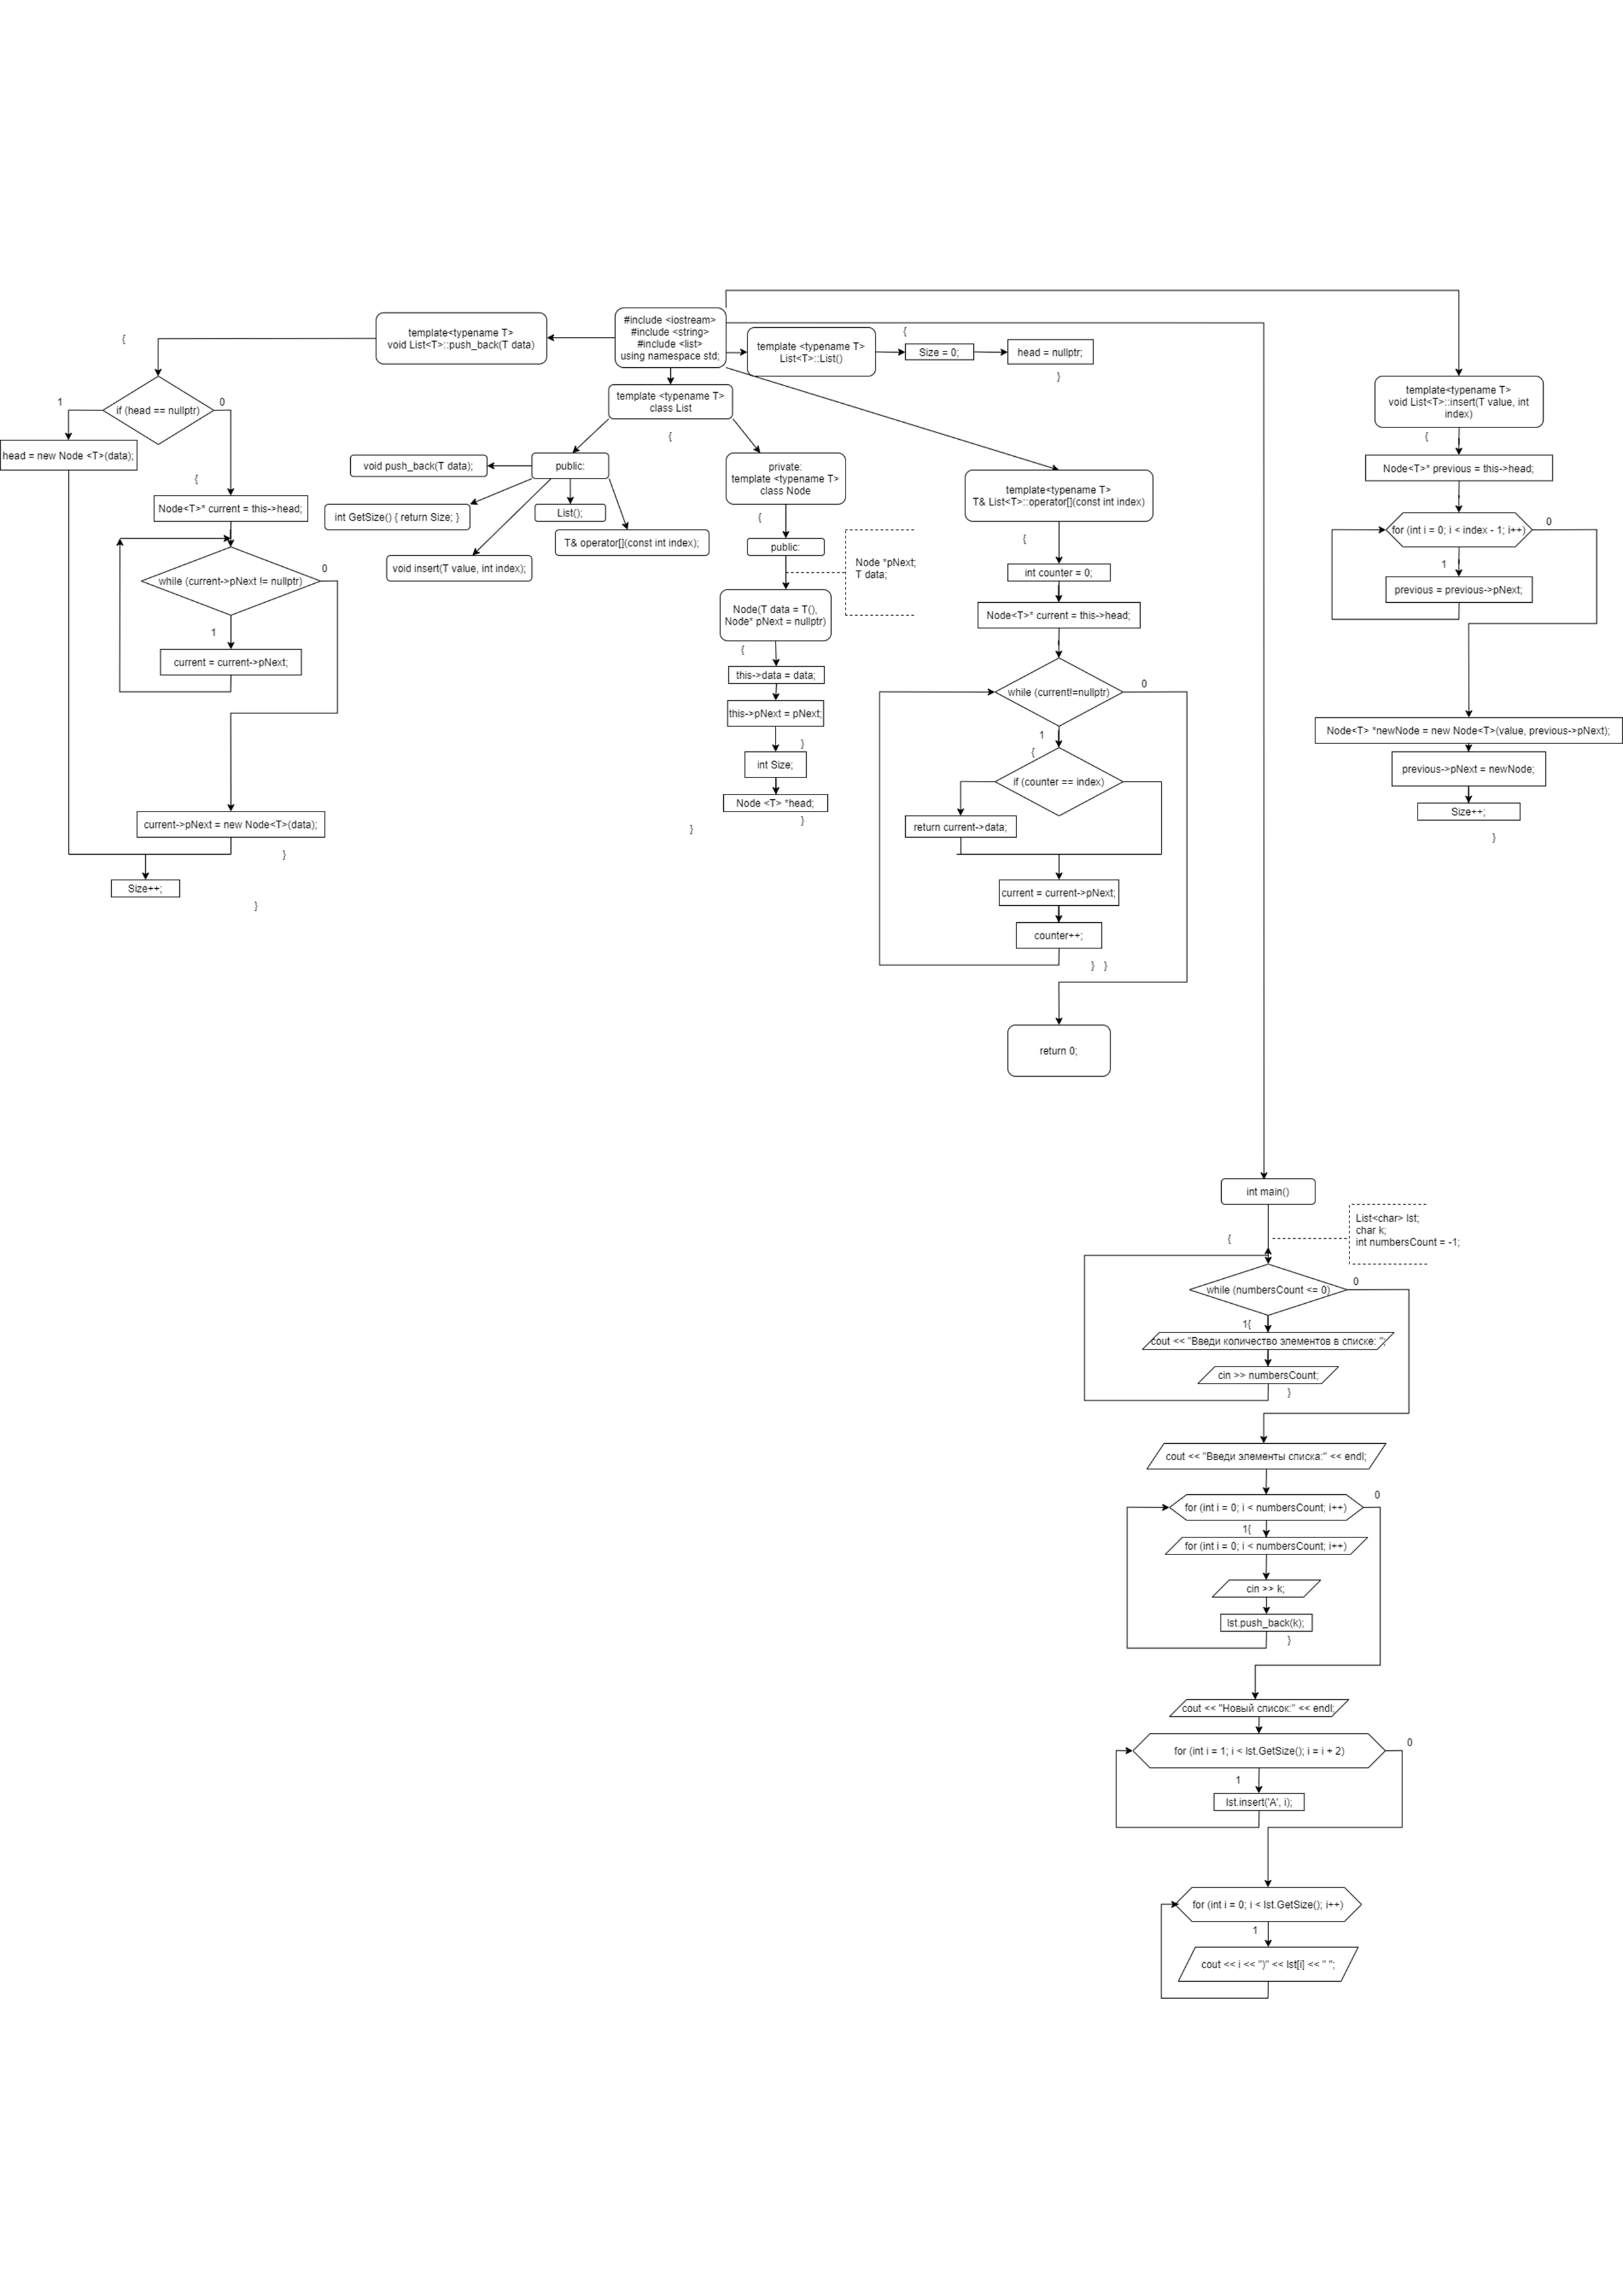 #include <iostream>
#include <string>
#include <list>
using namespace std;
template<typename T>
void List<T>::push_back(T data)
{
if (head == nullptr)
1
0
head = new Node <T>(data);
{
Node<T>* current = this->head;
while (current->pNext != nullptr)
0
1
current = current->pNext;
current->pNext = new Node<T>(data);
}
Size++;
}
template <typename T>
class List
{
public:
void push_back(T data);
int GetSize() { return Size; }
List();
void insert(T value, int index);
T& operator[](const int index);
private:
template <typename T>
class Node
{
public:
Node *pNext;
T data;
Node(T data = T(),
Node* pNext = nullptr)
{
this->data = data;
this->pNext = pNext;
}
int Size;
Node <T> *head;
}
}
template <typename T>
List<T>::List()
{
Size = 0;
head = nullptr;
}
template<typename T>
T& List<T>::operator[](const int index)
{
int counter = 0;
Node<T>* current = this->head;
while (current!=nullptr)
0
1
{
if (counter == index)
return current->data;
current = current->pNext;
counter++;
} }
return 0;
template<typename T>
void List<T>::insert(T value, int
index)
{
Node<T>* previous = this->head;
for (int i = 0; i < index - 1; i++)
0
1
previous = previous->pNext;
Node<T> *newNode = new Node<T>(value, previous->pNext);
previous->pNext = newNode;
Size++;
}
int main()
{
List<char> lst;
char k;
int numbersCount = -1;
while (numbersCount <= 0)
0
1{
cout << "Введи количество элементов в списке: ";
cin >> numbersCount;
}
cout << "Введи элементы списка:" << endl;
for (int i = 0; i < numbersCount; i++)
0
1{
for (int i = 0; i < numbersCount; i++)
cin >> k;
lst.push_back(k);
}
cout << "Новый список:" << endl;
for (int i = 1; i < lst.GetSize(); i = i + 2)
0
1
lst.insert('A', i);
for (int i = 0; i < lst.GetSize(); i++)
1
cout << i << ")" << lst[i] << " ";